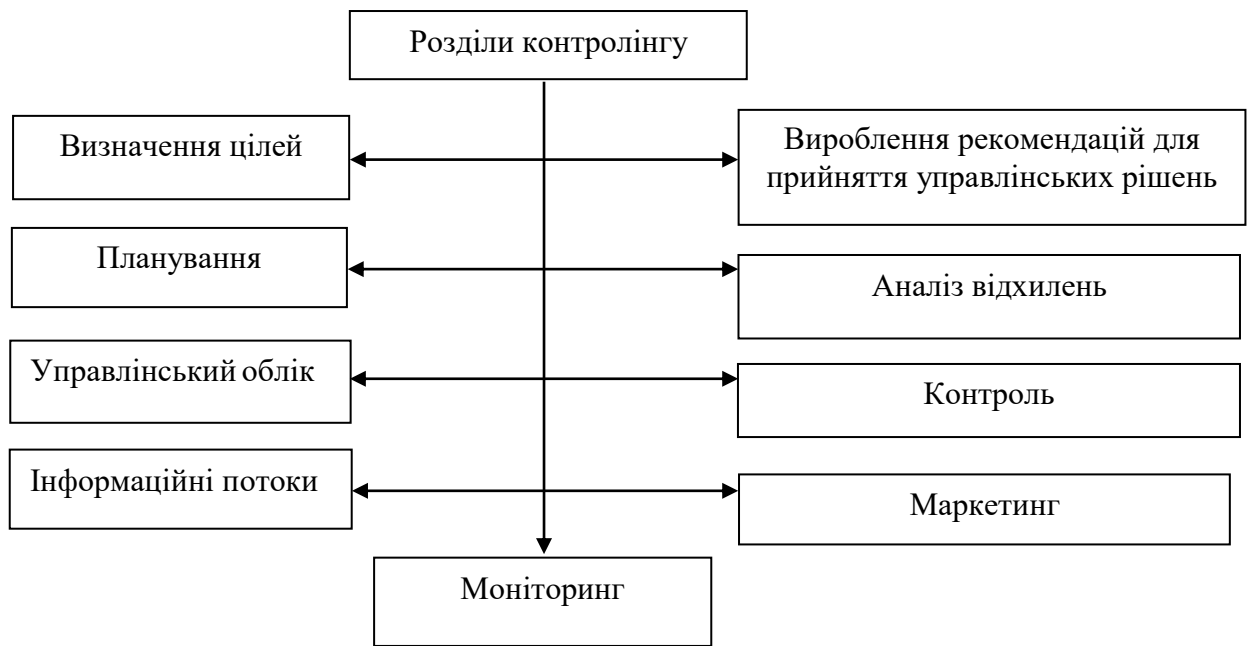 Розділи контролінгу
Визначення цілей
Вироблення рекомендацій для
прийняття управлінських рішень
Планування
Аналіз відхилень
Управлінський облік
Контроль
Інформаційні потоки
Маркетинг
Моніторинг